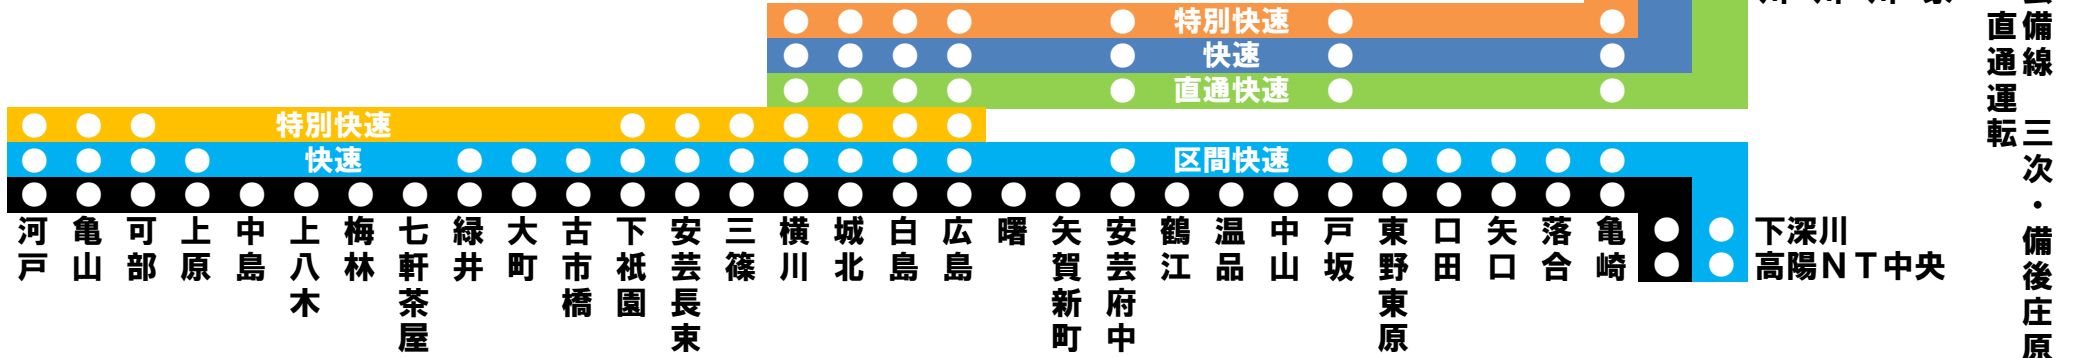 特別快速
快速
直通快速
特別快速
快速
区間快速
河戸
亀山
可部
上原
中島
上八木
梅林
七軒茶屋
緑井
大町
古市橋
下祇園
安芸長束
三篠
横川
城北
白島
広島
曙
矢賀新町
安芸府中
鶴江
温品
中山
戸坂
東野東原
口田
矢口
落合
亀崎
下深川
高陽NT中央
備線 三次・備後庄原
直通運転